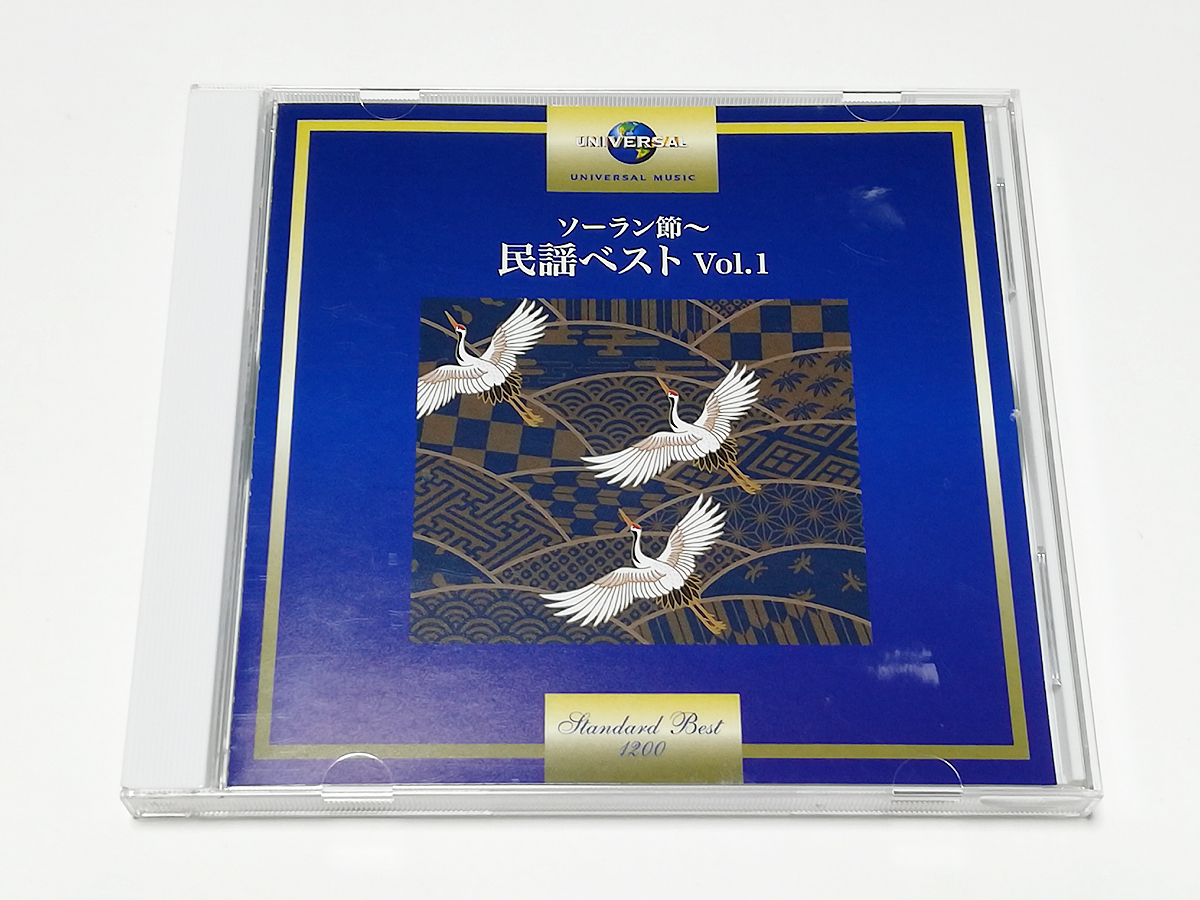 UNIVERSAL
UNIVERSAL MUSIC
ソーラン節～
民謡ベスト Vol.1
Standard Best
1200